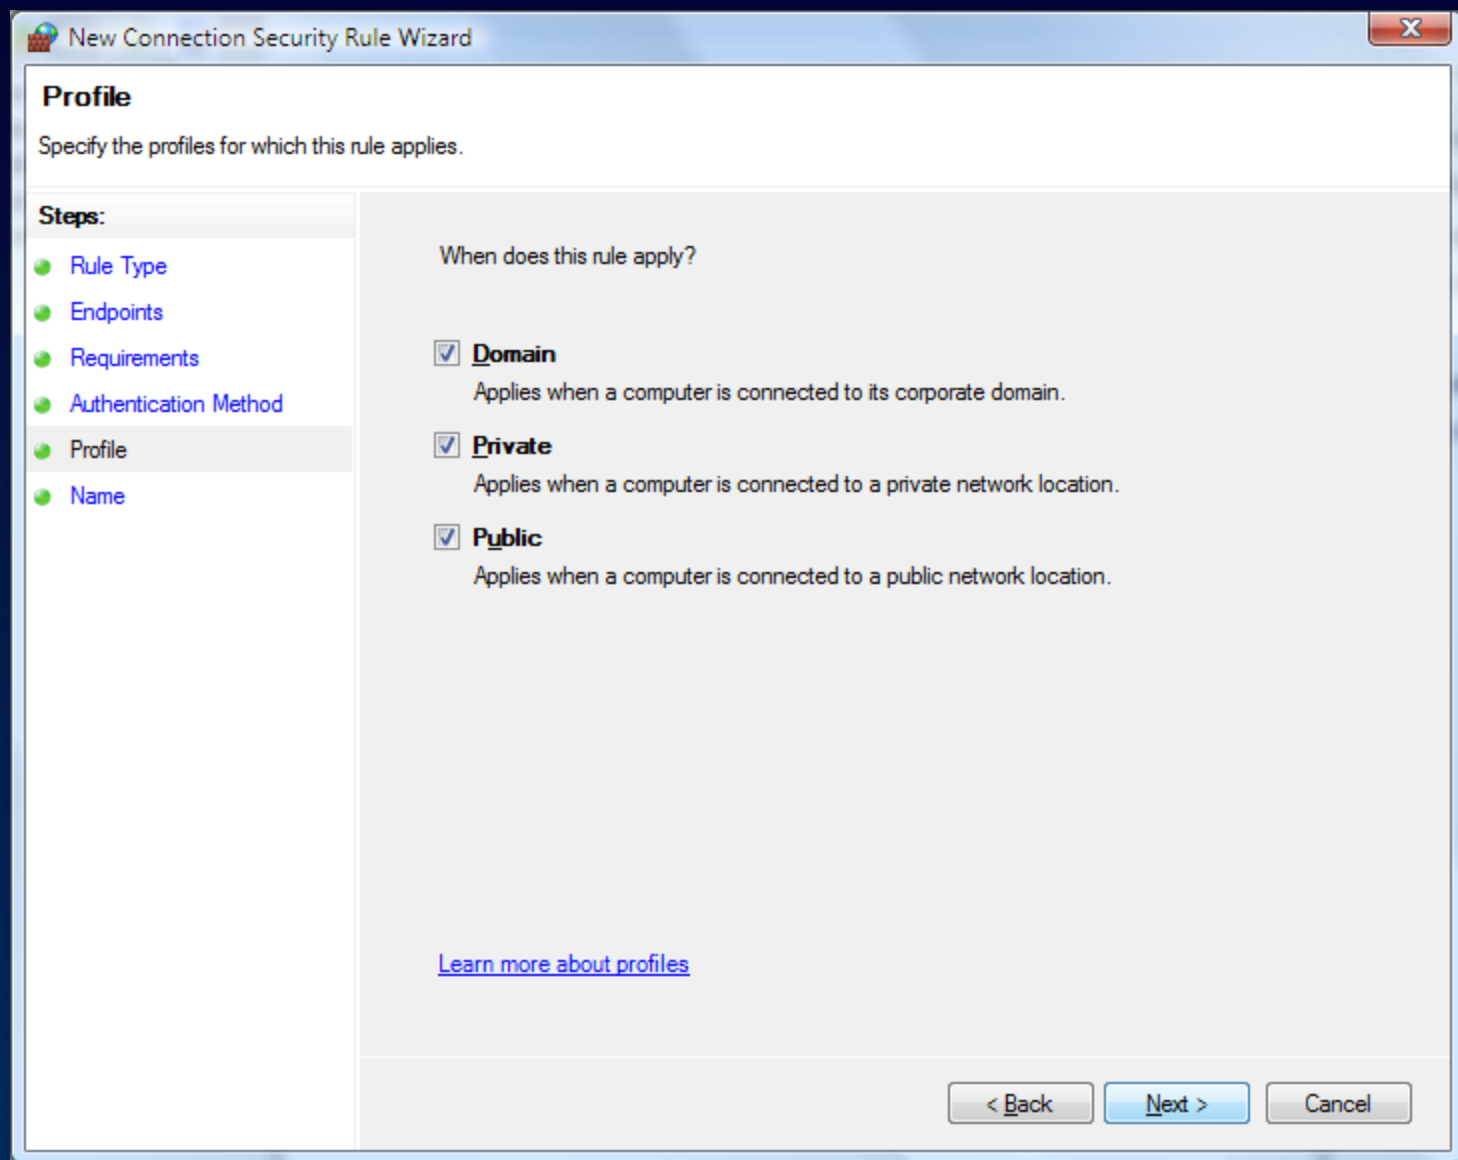 New Connection Security Rule Wizard
Profile
Specify the profiles for which this rule applies.
Steps:
Rule Type
Endpoints
Requirements
Authentication Method
Profile
Name
When does this rule apply?
Domain
Applies when a computer is connected to its corporate domain.
Private
Applies when a computer is connected to a private network location.
Public
Applies when a computer is connected to a public network location.
Learn more about profiles
< Back
Next >
Cancel